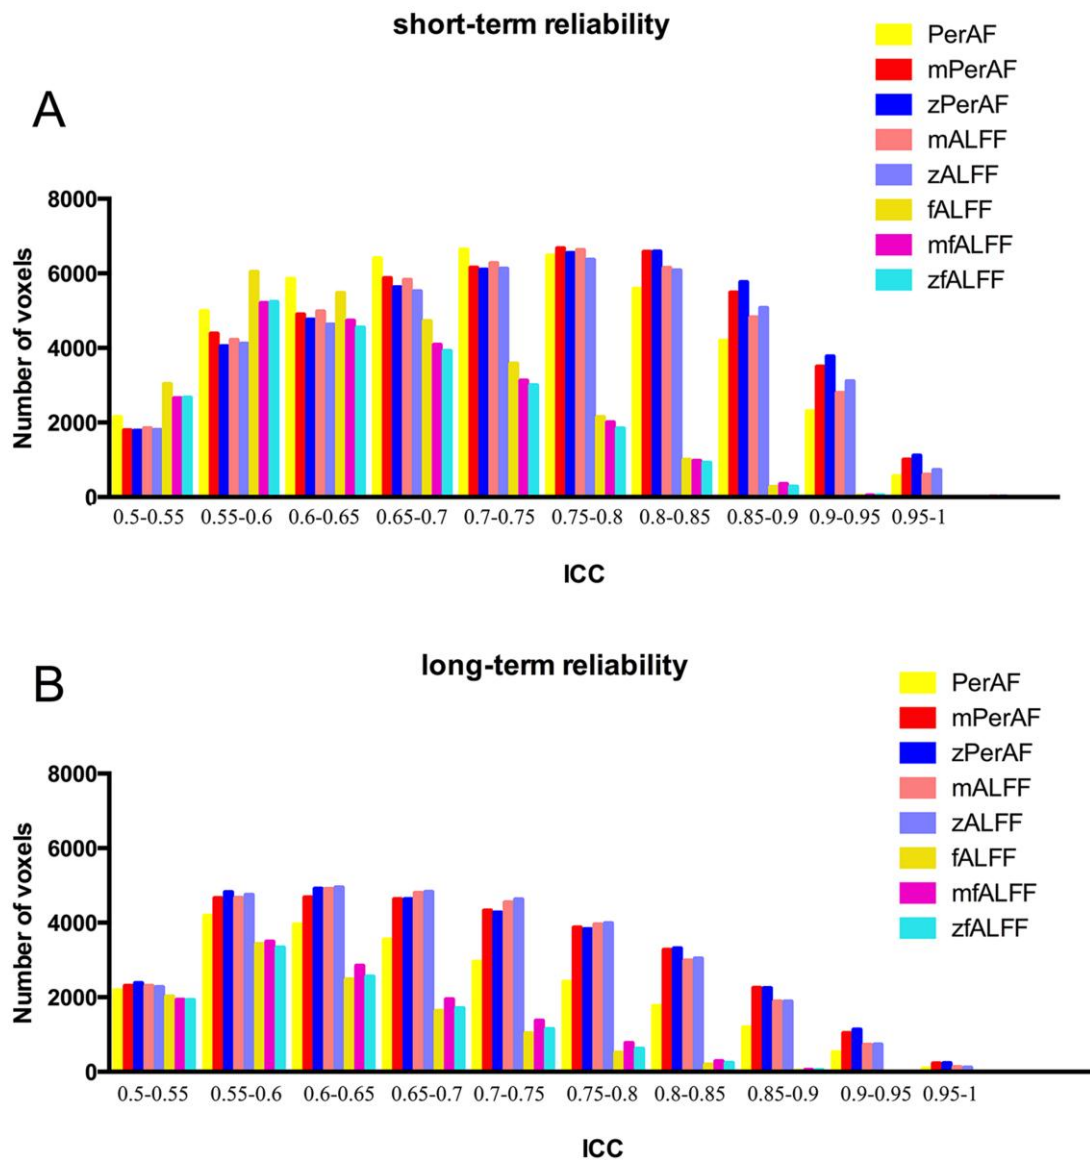 short-term reliability
PerAF
mPerAF
zPerAF
mALFF
zALFF
fALFF
mfALFF
zfALFF
A
8000
6000
4000
2000
0
Number of voxels
0.5-0.55 0.55-0.6 0.6-0.65 0.65-0.7 0.7-0.75 0.75-0.8 0.8-0.85 0.85-0.9 0.9-0.95 0.95-1
ICC
long-term reliability
B
PerAF
mPerAF
zPerAF
mALFF
zALFF
fALFF
mfALFF
zfALFF
8000
6000
4000
2000
0
Number of voxels
0.5-0.55 0.55-0.6 0.6-0.65 0.65-0.7 0.7-0.75 0.75-0.8 0.8-0.85 0.85-0.9 0.9-0.95 0.95-1
ICC